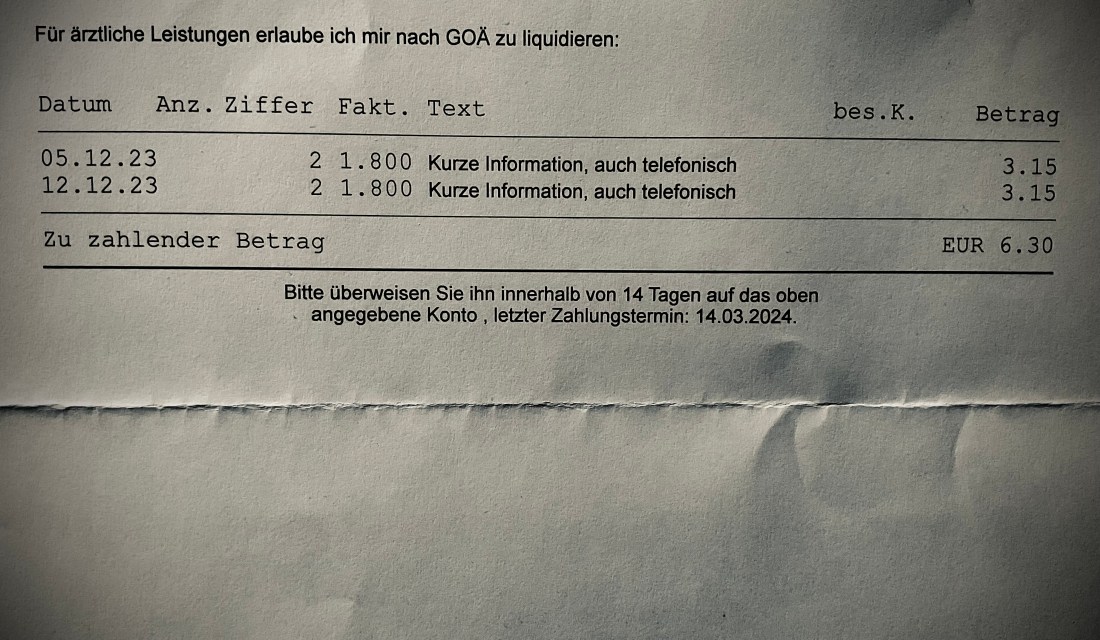 Für ärztliche Leistungen erlaube ich mir nach GOÄ zu liquidieren:
Datum Anz. Ziffer Fakt. Text bes.K. Betrag
05.12.23 2 1.800 Kurze Information, auch telefonisch 3.15
12.12.23 2 1.800 Kurze Information, auch telefonisch 3.15
Zu zahlender Betrag EUR 6.30
Bitte überweisen Sie ihn innerhalb von 14 Tagen auf das oben
angegebene Konto , letzter Zahlungstermin: 14.03.2024.